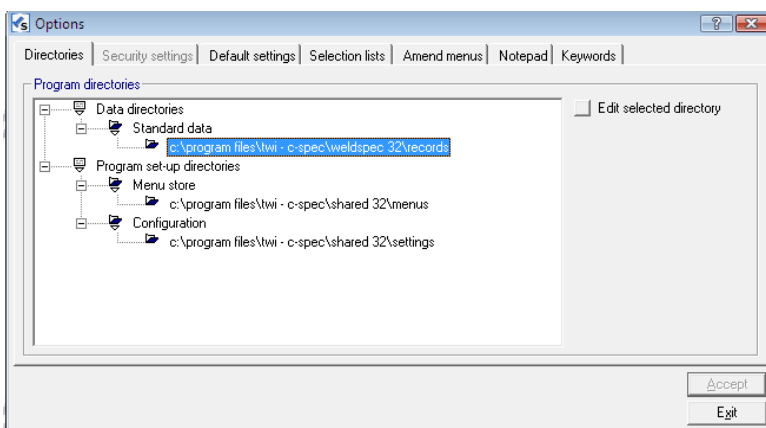 Options
Directories Security settings Default settings Selection lists Amend menus Notepad Keywords
Program directories
Data directories
Edit selected directory
Standard data
c:\program files\twi - c-spec\weldspec 32\records
Program set-up directories
Menu store
c:\program files\twi - c-spec\shared 32\menus
Configuration
c:\program files\twi - c-spec\shared 32\settings
Accept
Exit